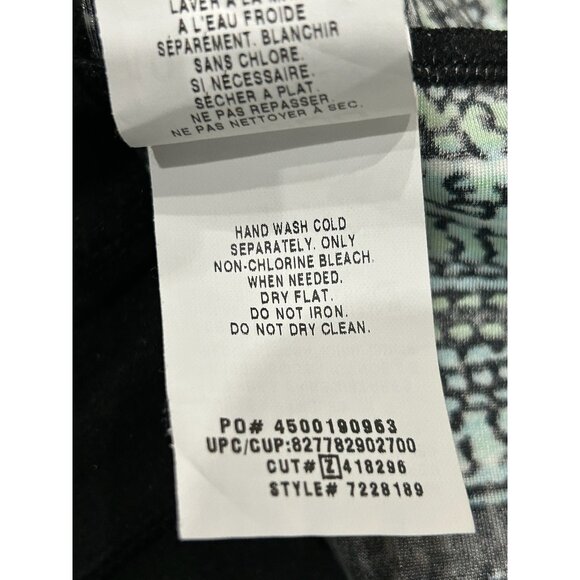 LAVER À LA
A L'EAU FROIDE
SÉPARÉMENT. BLANCHIR
SANS CHLORE.
SI NÉCESSAIRE.
SÉCHER A PLAT.
NE PAS REPASSER
NE PAS NETTOYER À SEC.
HAND WASH COLD
SEPARATELY. ONLY
NON-CHLORINE BLEACH.
WHEN NEEDED.
DRY FLAT.
DO NOT IRON.
DO NOT DRY CLEAN.
PO# 4500190963
UPC/CUP:827782902700
CUT# Z 418296
STYLE# 7228189